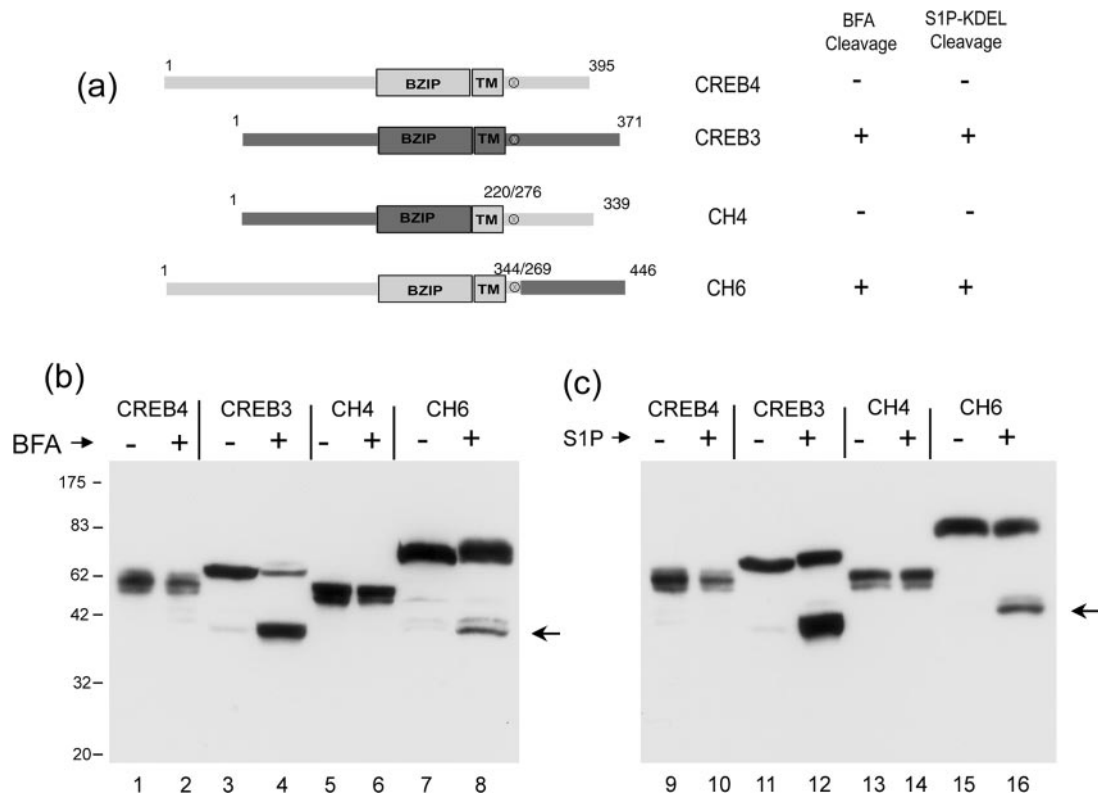 BFA Cleavage
S1P-KDEL Cleavage
(a)
1 395
BZIP TM
CREB4 - -
1 371
BZIP TM
CREB3 + +
220/276
339
BZIP TM
CH4 - -
1 344/269 446
BZIP TM
CH6 + +
(b)
CREB4 CREB3 CH4 CH6
BFA → - + - + - + - +
175 –
83 –
62 –
42 –
32 –
20 –
1 2 3 4 5 6 7 8
(c)
CREB4 CREB3 CH4 CH6
S1P → - + - + - + - +
9 10 11 12 13 14 15 16